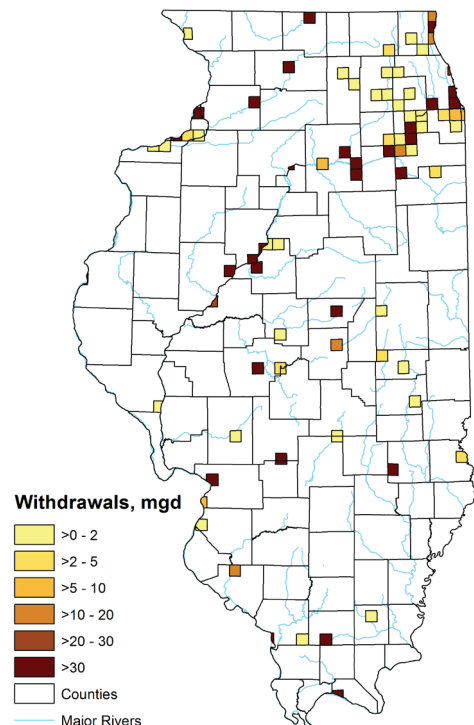 Withdrawals, mgd
>0 - 2
>2 - 5
>5 - 10
>10 - 20
>20 - 30
>30
Counties
Major Rivers